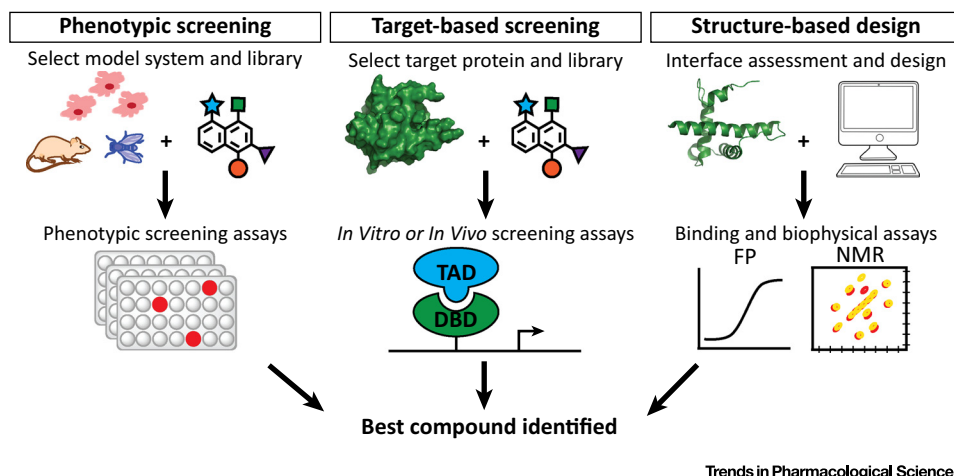 Phenotypic screening
Target-based screening
Structure-based design
Select model system and library
Select target protein and library
Interface assessment and design
+
+
+
Phenotypic screening assays
In Vitro or In Vivo screening assays
Binding and biophysical assays
TAD
DBD
FP
NMR
Best compound identified
Trends in Pharmacological Science